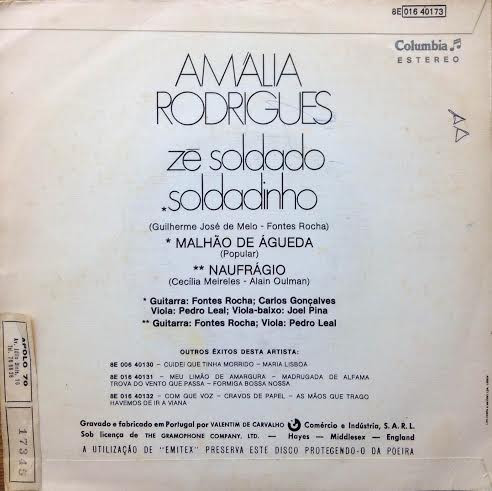 8E 016 40173
Columbia
ESTEREO
AMÁLIA
RODRIGUES
zé soldado
*soldadinho
(Guilherme José de Melo - Fontes Rocha)
* MALHÃO DE ÁGUEDA
(Popular)
** NAUFRÁGIO
(Cecília Meireles - Alain Oulman)
* Guitarra: Fontes Rocha; Carlos Gonçalves
Viola: Pedro Leal; Viola-baixo: Joel Pina
** Guitarra: Fontes Rocha; Viola: Pedro Leal
OUTROS ÊXITOS DESTA ARTISTA:
8E 006 40130 — CUIDEI QUE TINHA MORRIDO - MARIA LISBOA
8E 016 40131 — MEU LIMÃO DE AMARGURA - MADRUGADA DE ALFAMA
TROVA DO VENTO QUE PASSA - FORMIGA BOSSA NOSSA
8E 016 40132 — COM QUE VOZ - CRAVOS DE PAPEL - AS MÃOS QUE TRAGO
HAVEMOS DE IR A VIANA
Gravado e fabricado em Portugal por VALENTIM DE CARVALHO Comércio e Indústria, S. A. R. L.
Sob licença de THE GRAMOPHONE COMPANY, LTD. — Hayes - Middlesex - England
A UTILIZAÇÃO DE "EMITEX" PRESERVA ESTE DISCO PROTEGENDO-O DA POEIRA
APOLO 70
17345